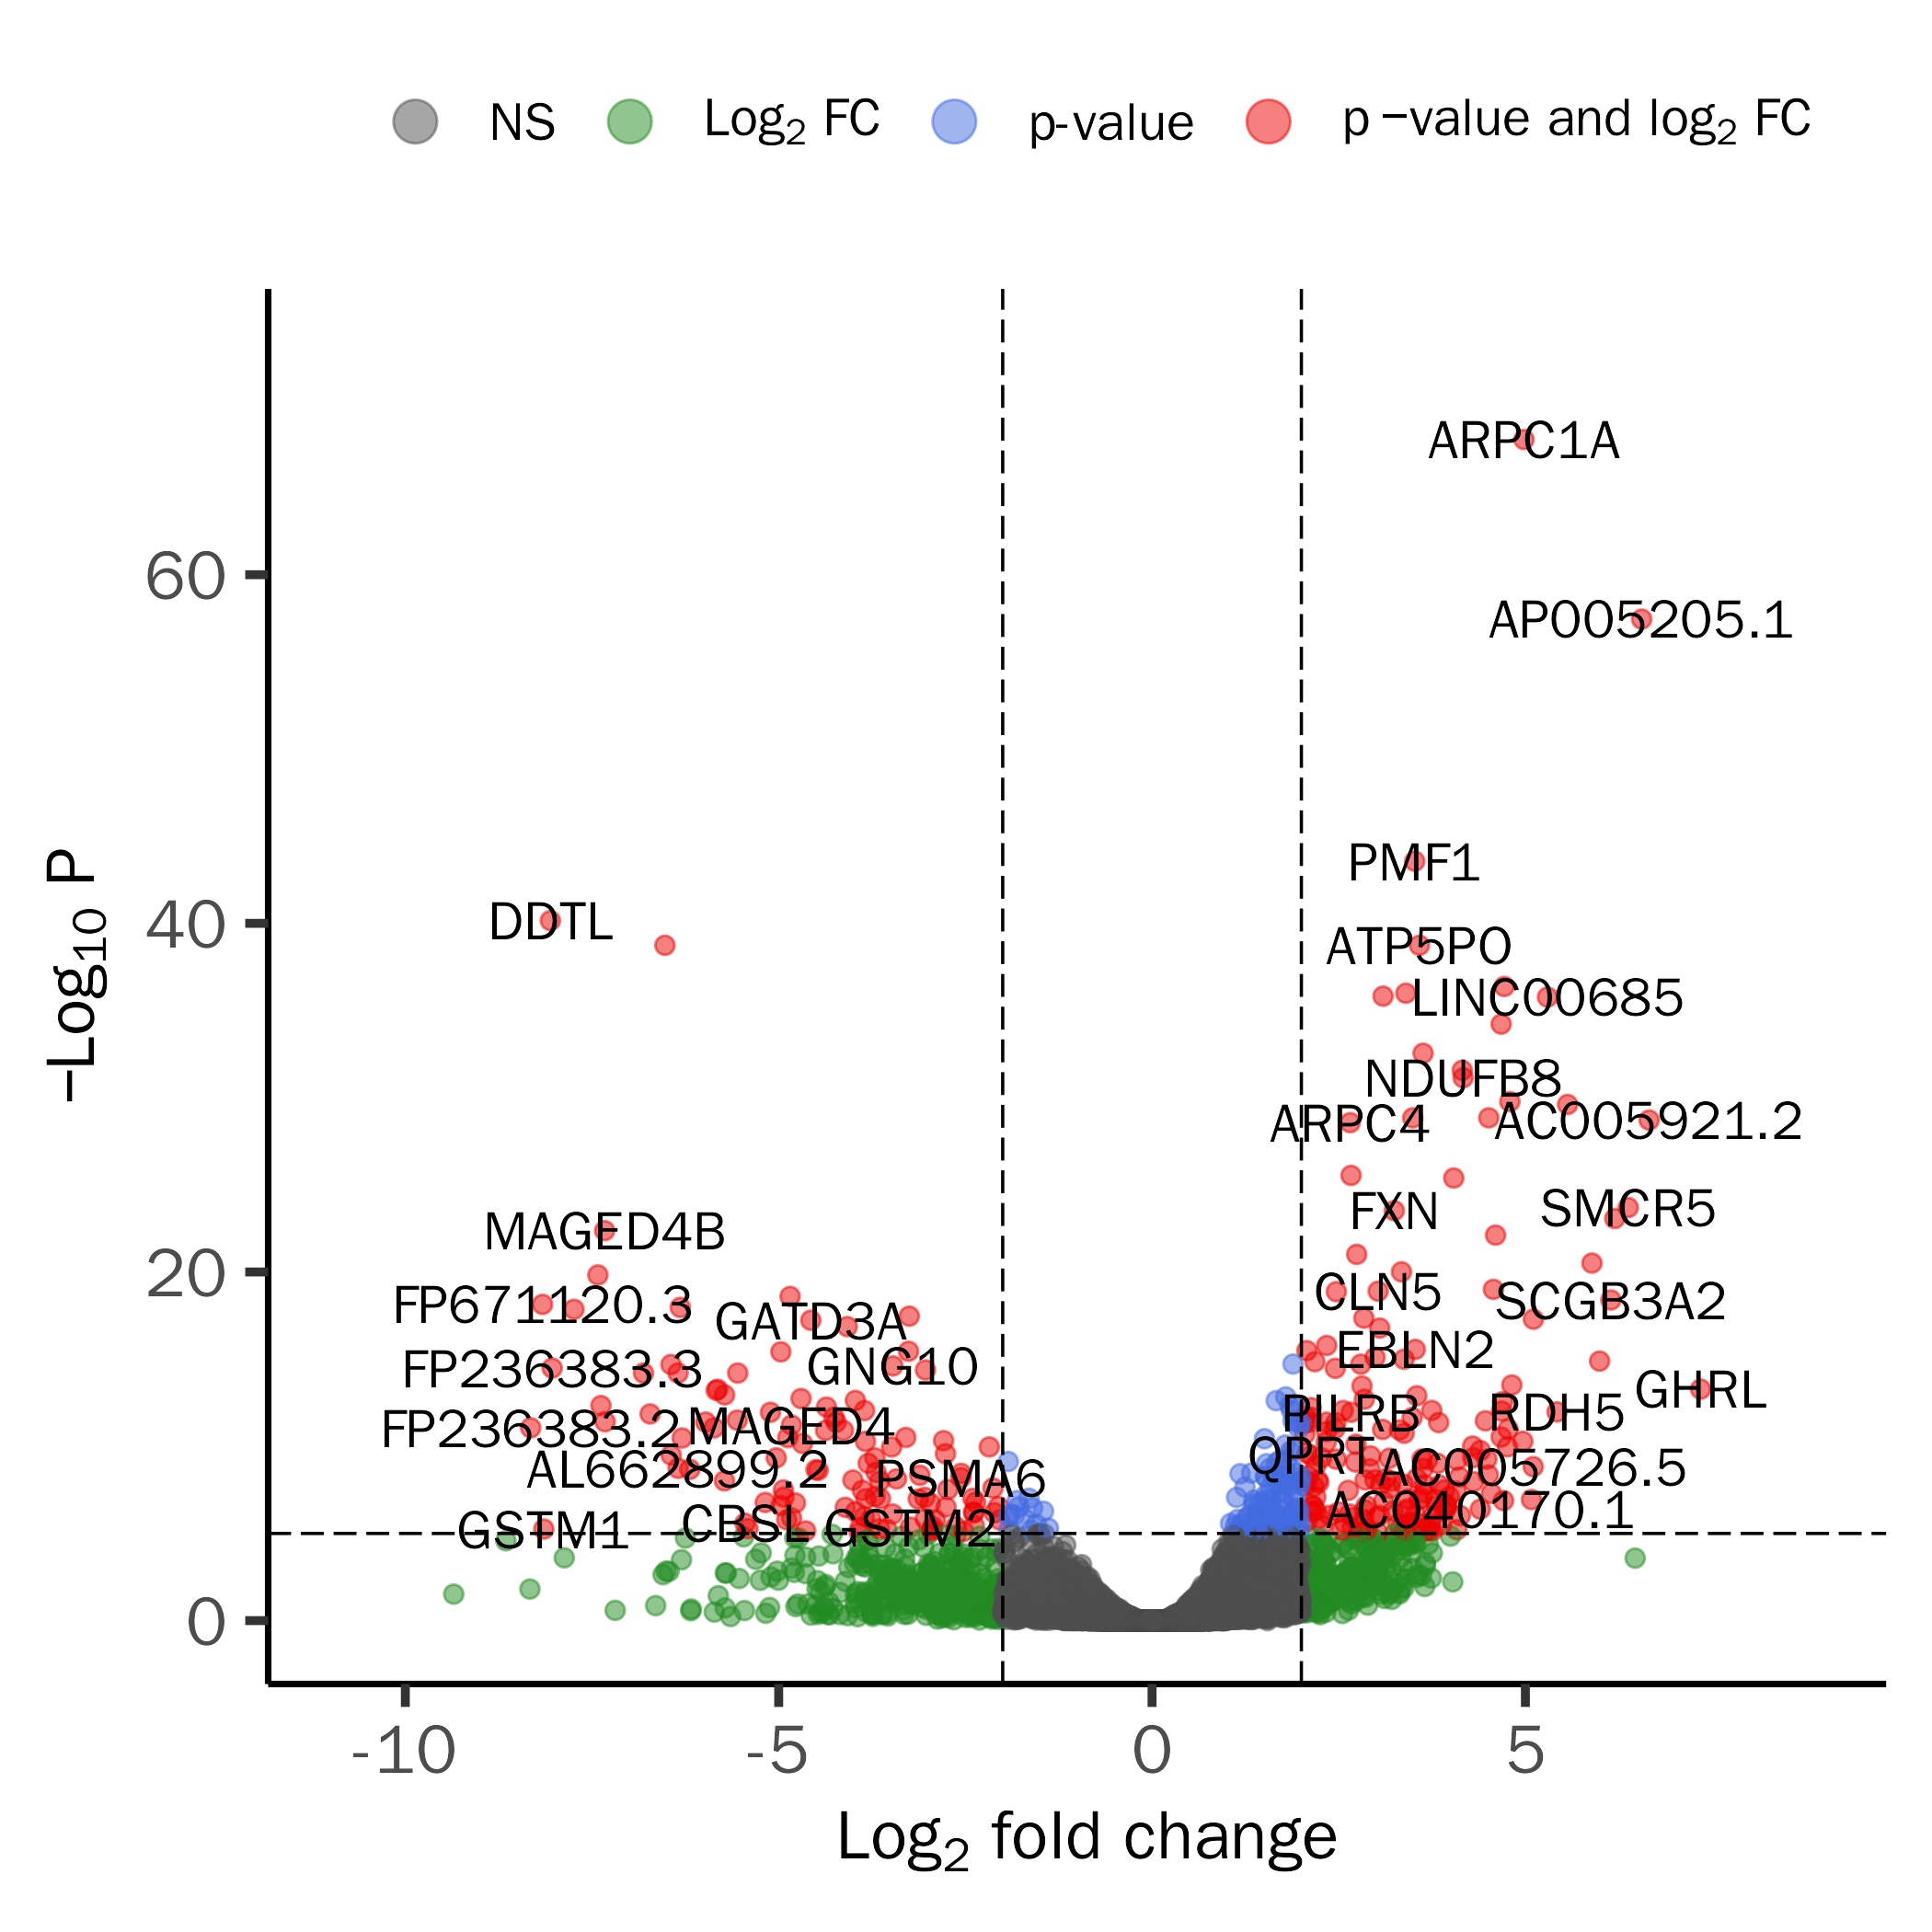 NS Log2 FC p-value p −value and log2 FC
ARPC1A
60
AP005205.1
PMF1
DDTL
40
ATP5PO
LINC00685
NDUFB8
ARPC4
AC005921.2
SMCR5
FXN
MAGED4B
20
CLN5
SCGB3A2
FP671120.3
GATD3A
EBLN2
GNG10
FP236383.3
GHRL
PILRB
RDH5
MAGED4
FP236383.2
QPRT
AC005726.5
AL662899.2
PSMA6
AC040170.1
CBSL
GSTM1
GSTM2
0
−Log10 P
-10 -5 0 5
Log2 fold change